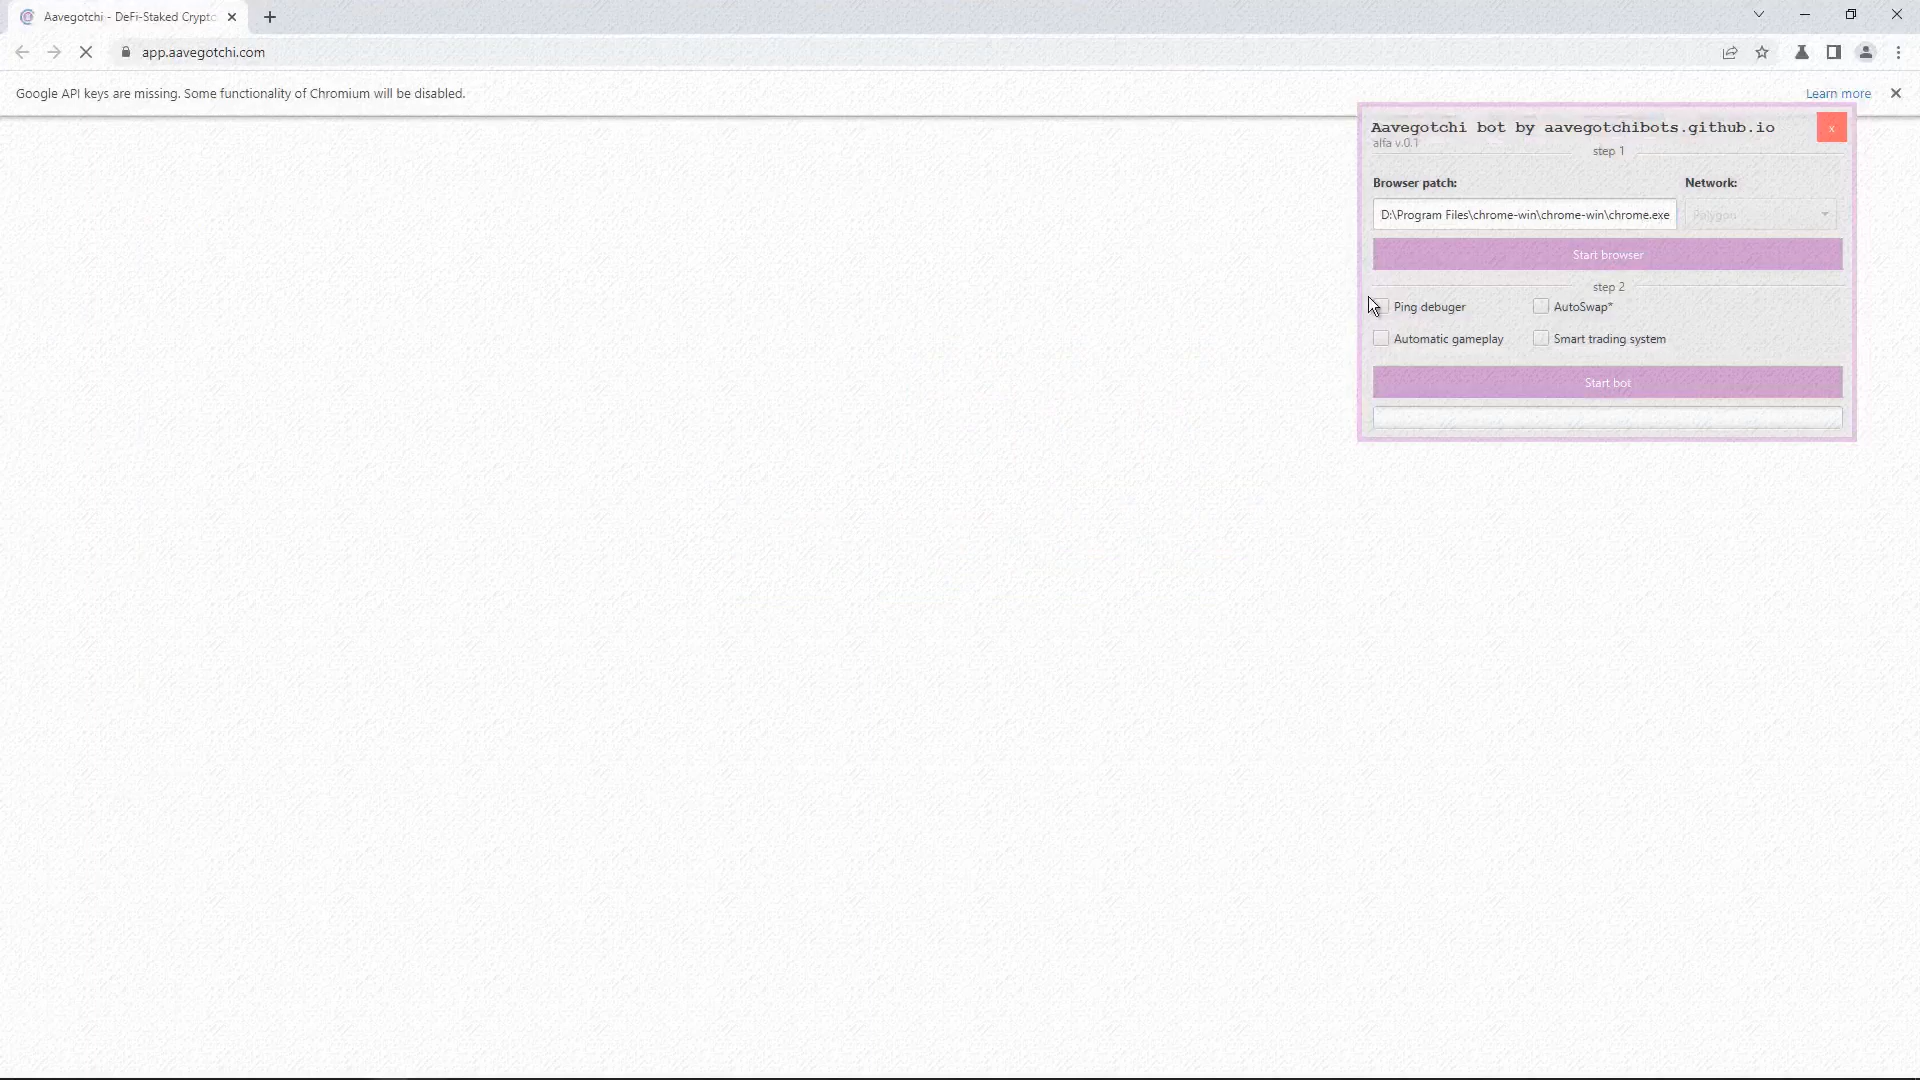 Aavegotchi - DeFi-Staked Crypto
app.aavegotchi.com
Google API keys are missing. Some functionality of Chromium will be disabled.
Learn more
Aavegotchi bot by aavegotchibots.github.io
x
alfa v.0.1
step 1
Browser patch:
Network:
D:\Program Files\chrome-win\chrome-win\chrome.exe
Polygon
Start browser
step 2
Ping debuger
AutoSwap*
Automatic gameplay
Smart trading system
Start bot